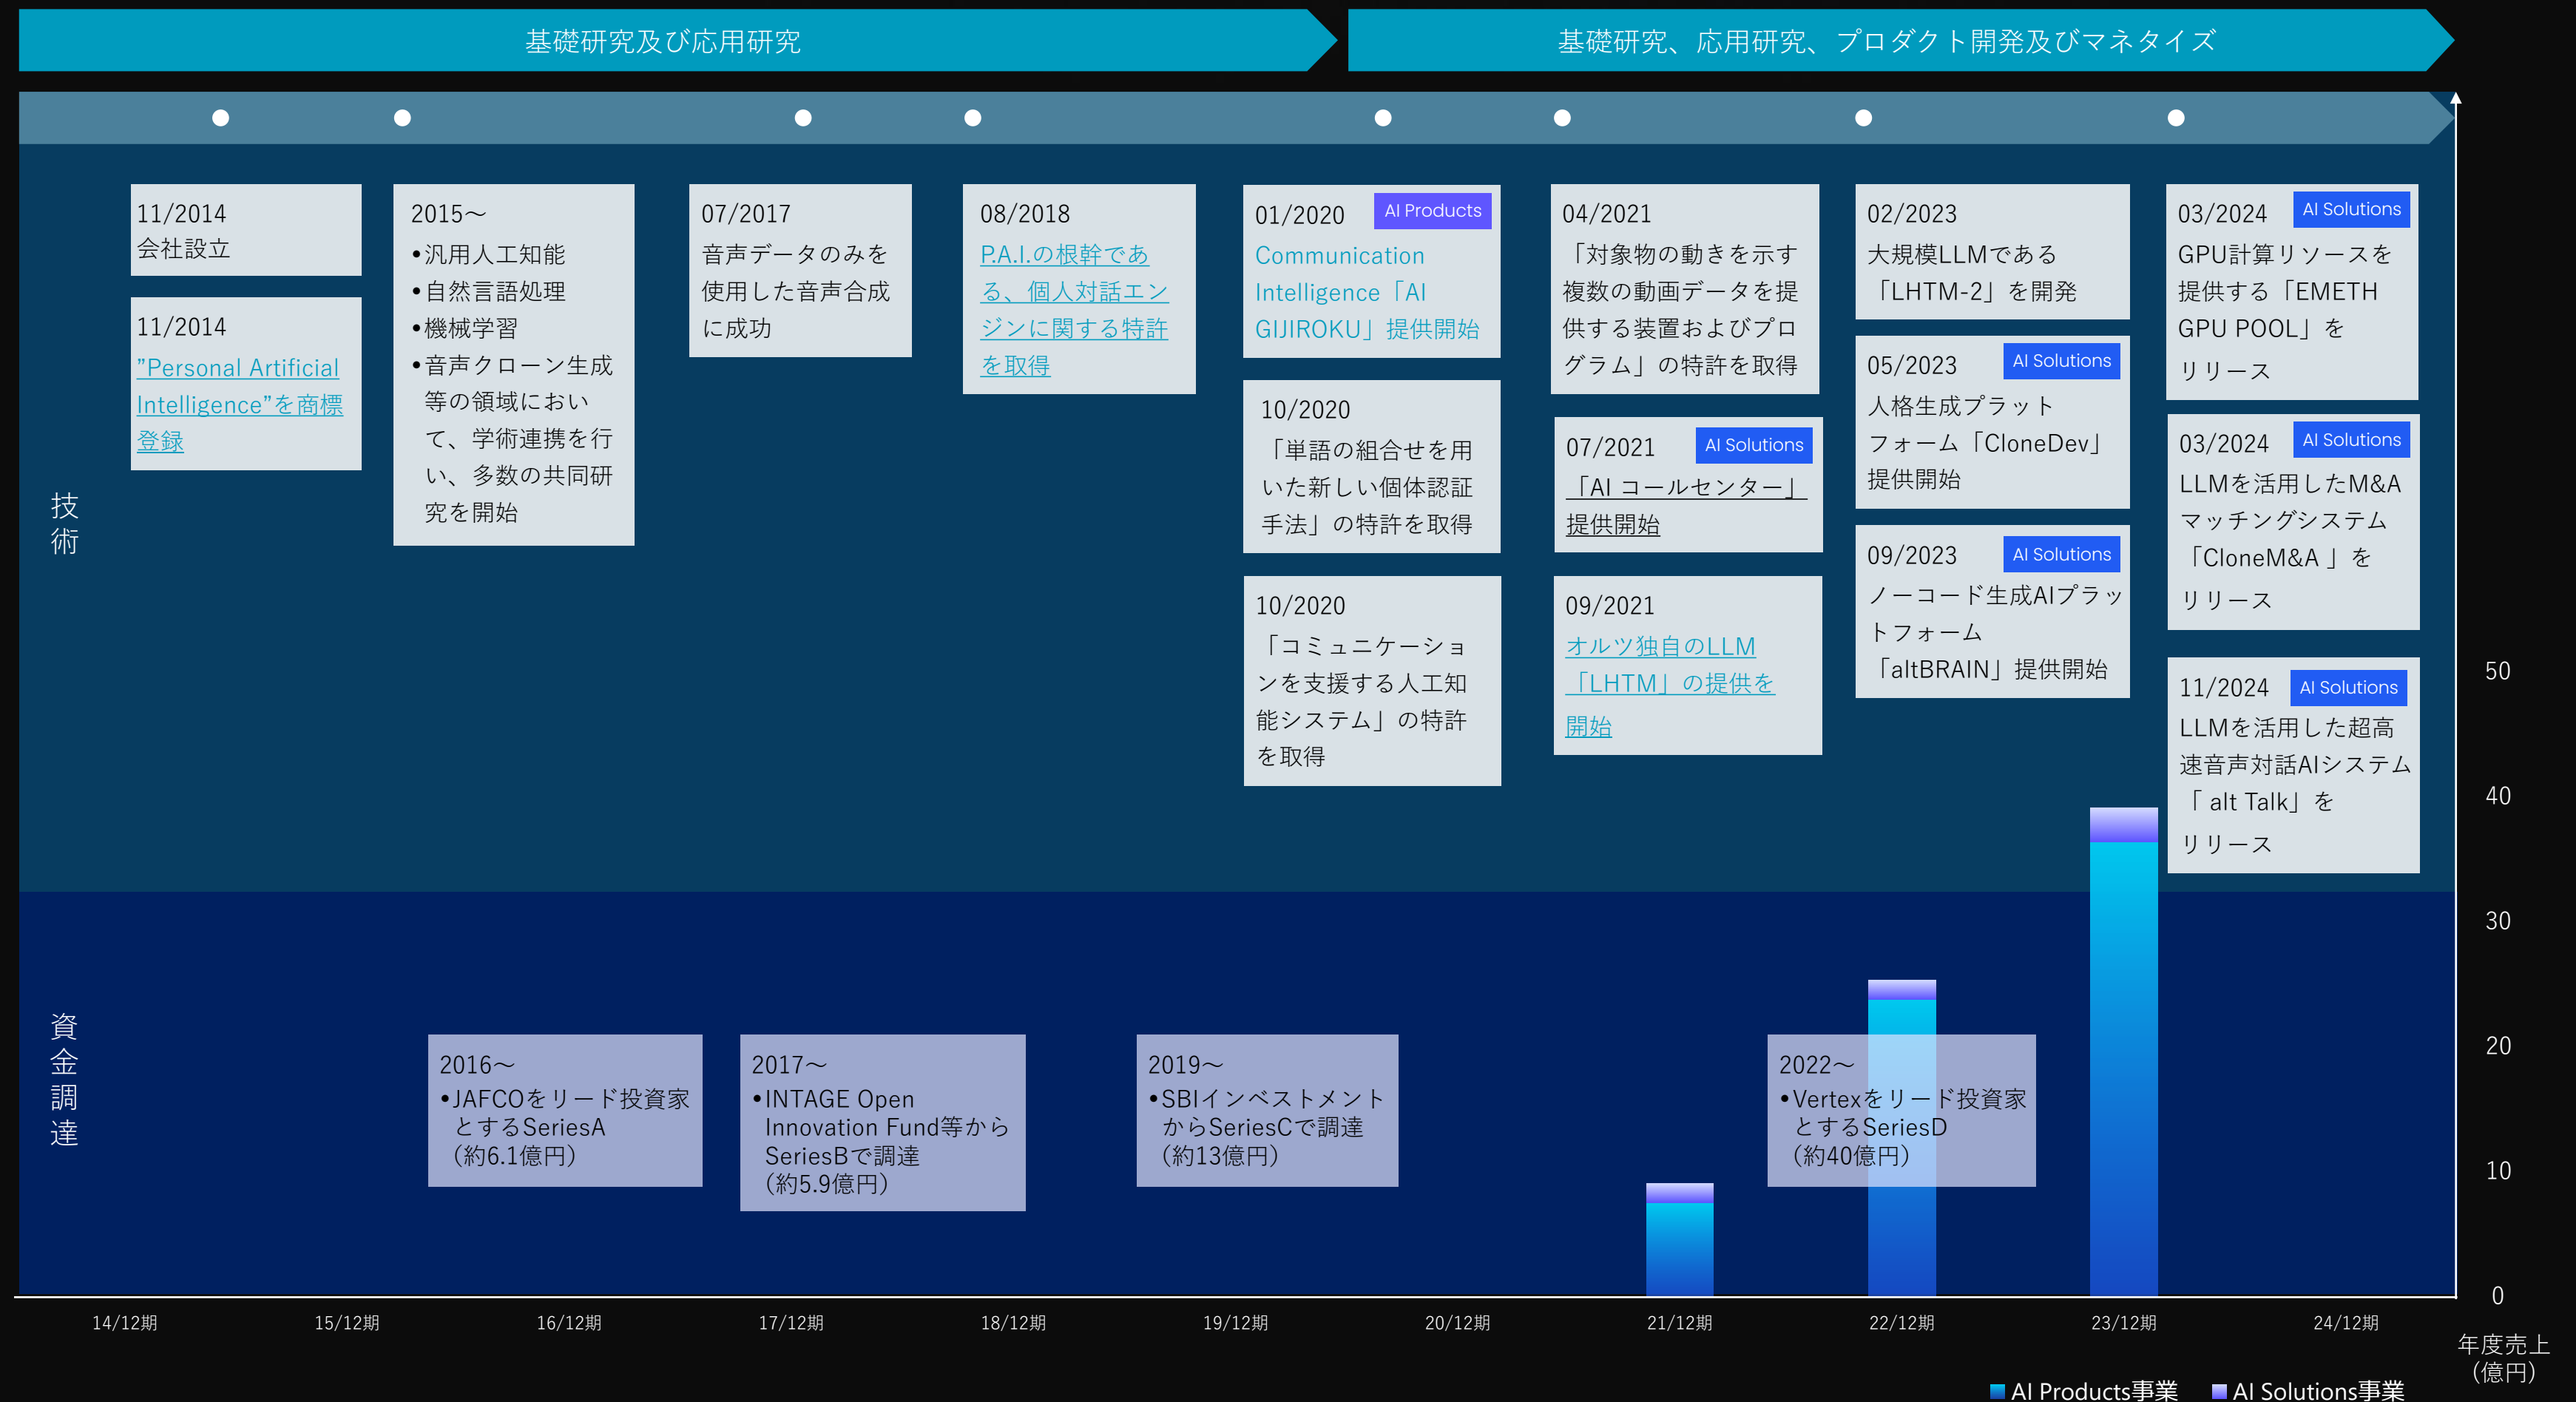 基礎研究及び応用研究
基礎研究、応用研究、プロダクト開発及びマネタイズ
技術
11/2014
会社設立
11/2014
”Personal Artificial
Intelligence”を商標
登録
2015～
•汎用人工知能
•自然言語処理
•機械学習
•音声クローン生成
等の領域におい
て、学術連携を行
い、多数の共同研
究を開始
07/2017
音声データのみを
使用した音声合成
に成功
08/2018
P.A.I.の根幹であ
る、個人対話エン
ジンに関する特許
を取得
01/2020
AI Products
Communication
Intelligence「AI
GIJIROKU」提供開始
10/2020
「単語の組合せを用
いた新しい個体認証
手法」の特許を取得
10/2020
「コミュニケーショ
ンを支援する人工知
能システム」の特許
を取得
04/2021
「対象物の動きを示す
複数の動画データを提
供する装置およびプロ
グラム」の特許を取得
07/2021
AI Solutions
「AI コールセンター」
提供開始
09/2021
オルツ独自のLLM
「LHTM」の提供を
開始
02/2023
大規模LLMである
「LHTM-2」を開発
05/2023
AI Solutions
人格生成プラット
フォーム「CloneDev」
提供開始
09/2023
AI Solutions
ノーコード生成AIプラッ
トフォーム
「altBRAIN」提供開始
03/2024
AI Solutions
GPU計算リソースを
提供する「EMETH
GPU POOL」を
リリース
03/2024
AI Solutions
LLMを活用したM&A
マッチングシステム
「CloneM&A 」を
リリース
11/2024
AI Solutions
LLMを活用した超高
速音声対話AIシステム
「 alt Talk」を
リリース
資金調達
2016～
•JAFCOをリード投資家
とするSeriesA
（約6.1億円）
2017～
•INTAGE Open
Innovation Fund等から
SeriesBで調達
（約5.9億円）
2019～
•SBIインベストメント
からSeriesCで調達
（約13億円）
2022～
•Vertexをリード投資家
とするSeriesD
（約40億円）
50
40
30
20
10
0
14/12期
15/12期
16/12期
17/12期
18/12期
19/12期
20/12期
21/12期
22/12期
23/12期
24/12期
年度売上
（億円）
AI Products事業
AI Solutions事業